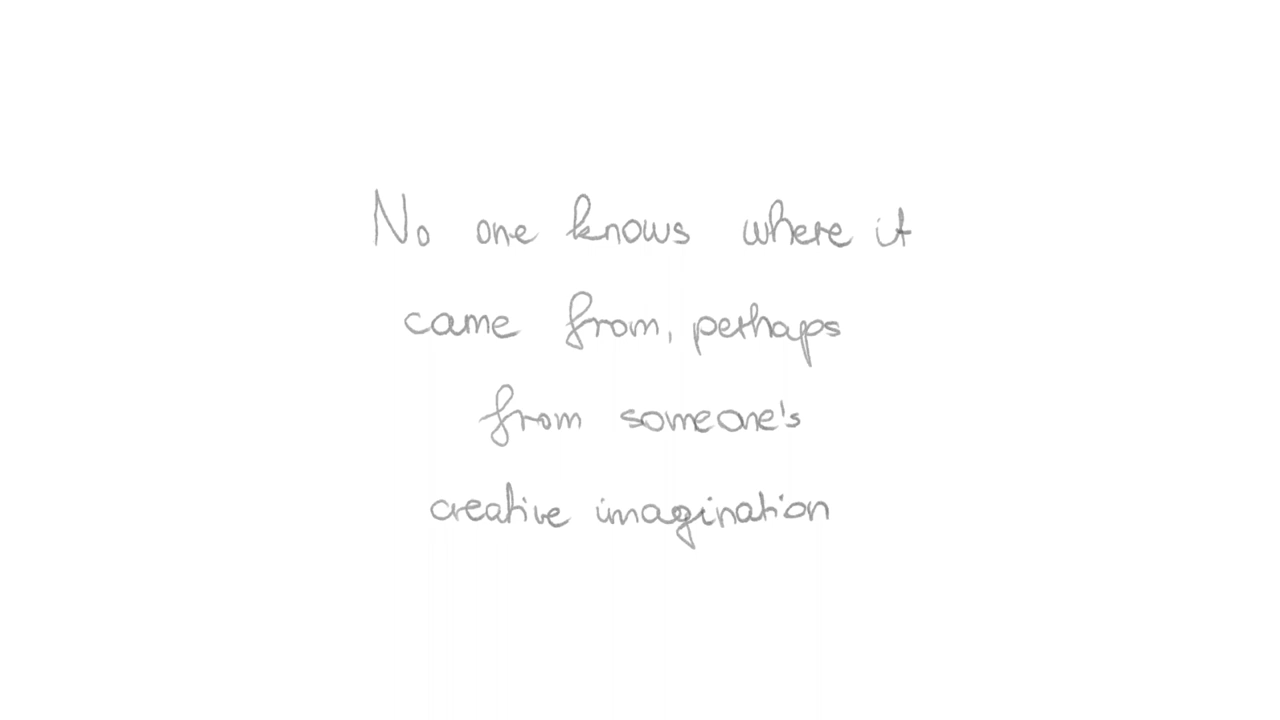 No one knows where it
came from, perhaps
from someone's
creative imagination